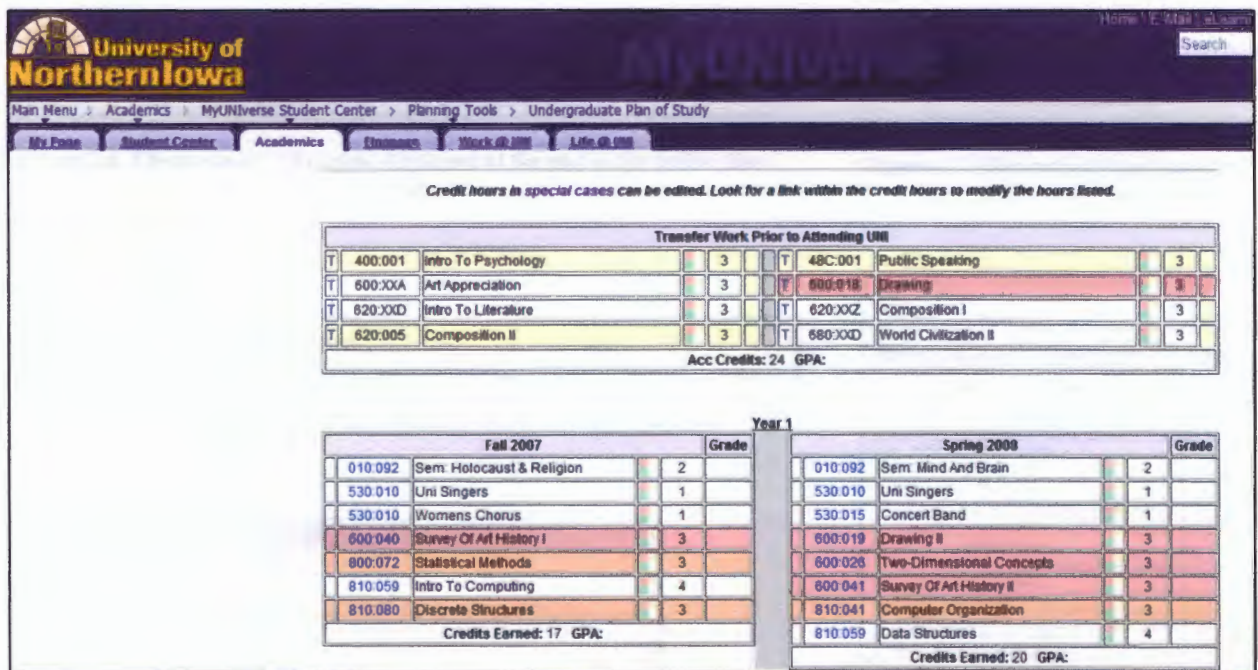 Home | E-Mail | eLearn
University of
NorthernIowa
MyUNIverse
Search
Main Menu > Academics > MyUNIverse Student Center > Planning Tools > Undergraduate Plan of Study
My Page Student Center Academics Finances Work @ UNI Life @ UNI
Credit hours in special cases can be edited. Look for a link within the credit hours to modify the hours listed.
Transfer Work Prior to Attending UNI
T 400:001 Intro To Psychology 3 T 48C:001 Public Speaking 3
T 600:XXA Art Appreciation 3 T 600:018 Drawing 3
T 620:XXD Intro To Literature 3 T 620:XXZ Composition I 3
T 620:005 Composition II 3 T 680:XXD World Civilization II 3
Acc Credits: 24 GPA:
Year 1
Fall 2007 Grade
010:092 Sem: Holocaust & Religion 2
530:010 Uni Singers 1
530:010 Womens Chorus 1
600:040 Survey Of Art History I 3
800:072 Statistical Methods 3
810:059 Intro To Computing 4
810:080 Discrete Structures 3
Credits Earned: 17 GPA:
Spring 2008 Grade
010:092 Sem: Mind And Brain 2
530:010 Uni Singers 1
530:015 Concert Band 1
600:019 Drawing II 3
600:026 Two-Dimensional Concepts 3
600:041 Survey Of Art History II 3
810:041 Computer Organization 3
810:059 Data Structures 4
Credits Earned: 20 GPA: